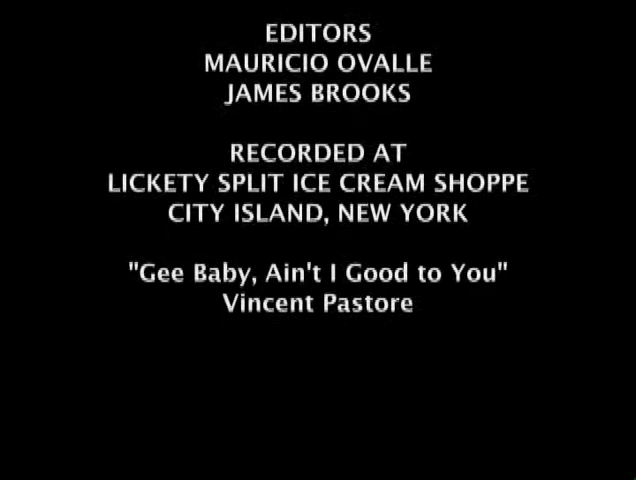 EDITORS
MAURICIO OVALLE
JAMES BROOKS
RECORDED AT
LICKETY SPLIT ICE CREAM SHOPPE
CITY ISLAND, NEW YORK
"Gee Baby, Ain't I Good to You"
Vincent Pastore